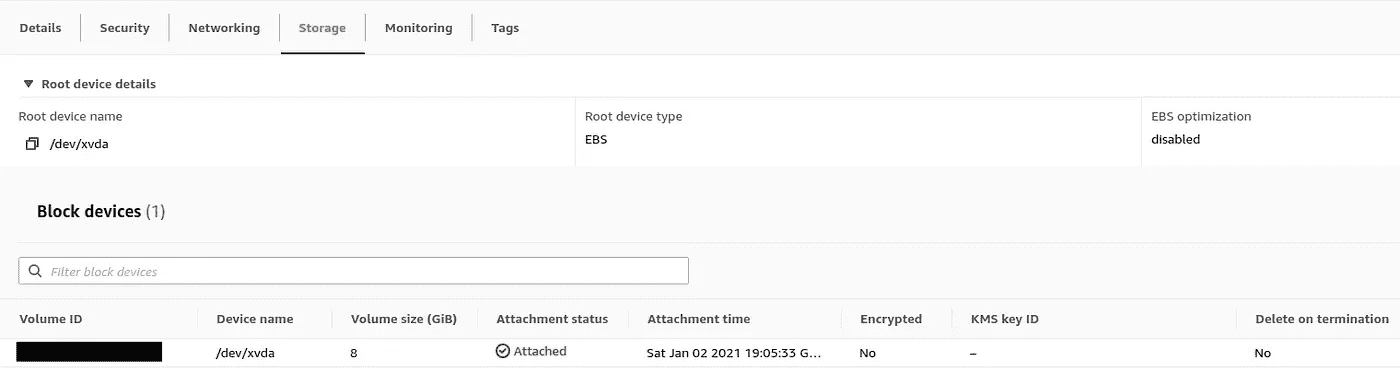 Details Security Networking Storage Monitoring Tags
Root device details
Root device name Root device type EBS optimization
/dev/xvda EBS disabled
Block devices (1)
Filter block devices
Volume ID Device name Volume size (GiB) Attachment status Attachment time Encrypted KMS key ID Delete on termination
/dev/xvda 8 Attached Sat Jan 02 2021 19:05:33 G... No – No